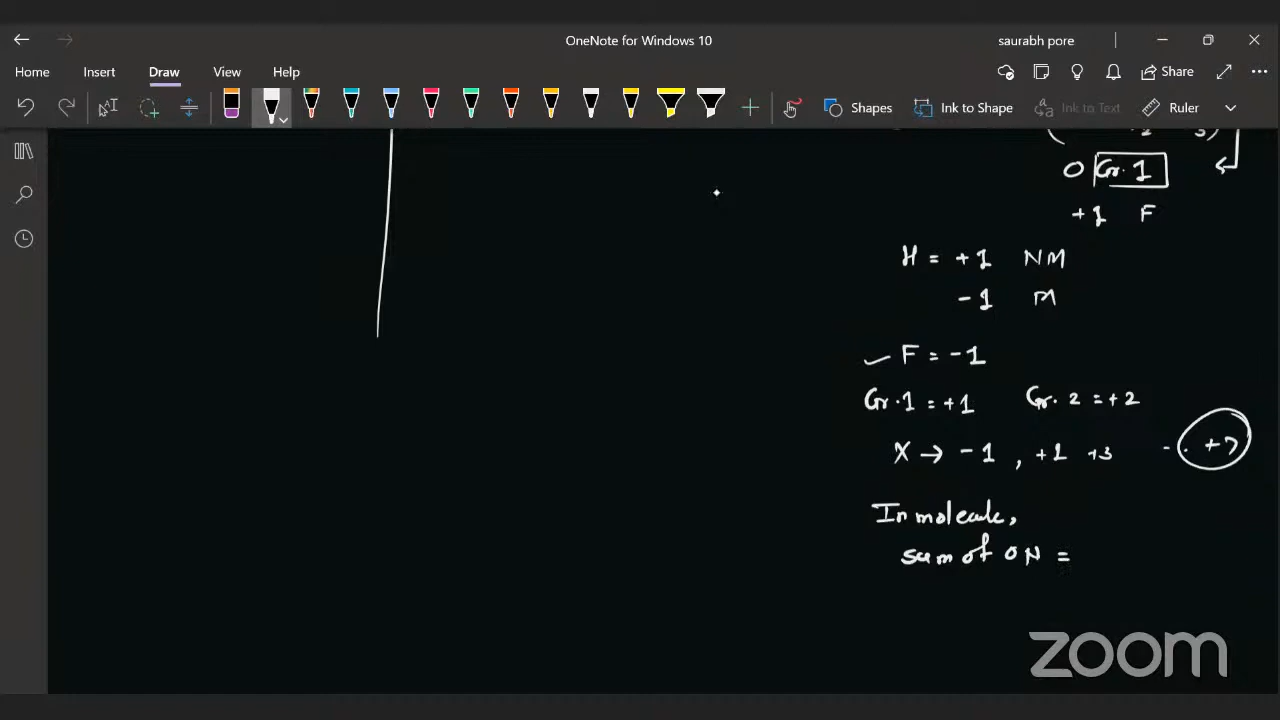 OneNote for Windows 10
saurabh pore
Home Insert Draw View Help
Share
Shapes
Ink to Shape
Ink to Text
Ruler
Gr. 1
+1 F
H = +1 NM
-1 M
F = -1
Gr. 1 = +1 Gr. 2 = +2
X → -1, +1 +3 -. +7
In molecule,
sum of ON =
zoom